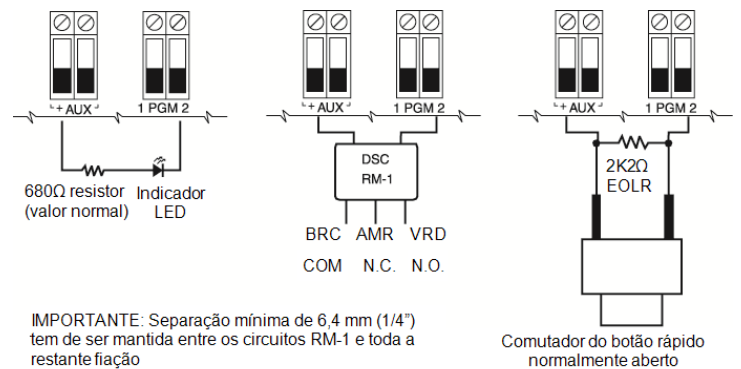 + AUX
1 PGM 2
680Ω resistor
(valor normal)
Indicador
LED
+ AUX
1 PGM 2
DSC
RM-1
BRC AMR VRD
COM N.C. N.O.
+ AUX
1 PGM 2
2K2Ω
EOLR
IMPORTANTE: Separação mínima de 6,4 mm (1/4”)
tem de ser mantida entre os circuitos RM-1 e toda a
restante fiação
Comutador do botão rápido
normalmente aberto